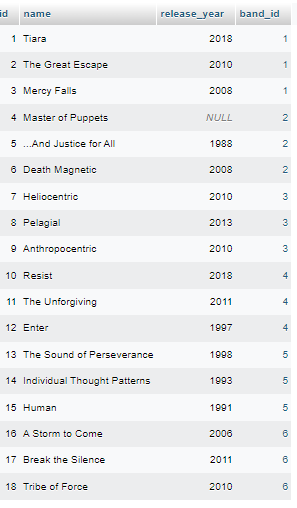 id name release_year band_id
1 Tiara 2018 1
2 The Great Escape 2010 1
3 Mercy Falls 2008 1
4 Master of Puppets NULL 2
5 ...And Justice for All 1988 2
6 Death Magnetic 2008 2
7 Heliocentric 2010 3
8 Pelagial 2013 3
9 Anthropocentric 2010 3
10 Resist 2018 4
11 The Unforgiving 2011 4
12 Enter 1997 4
13 The Sound of Perseverance 1998 5
14 Individual Thought Patterns 1993 5
15 Human 1991 5
16 A Storm to Come 2006 6
17 Break the Silence 2011 6
18 Tribe of Force 2010 6